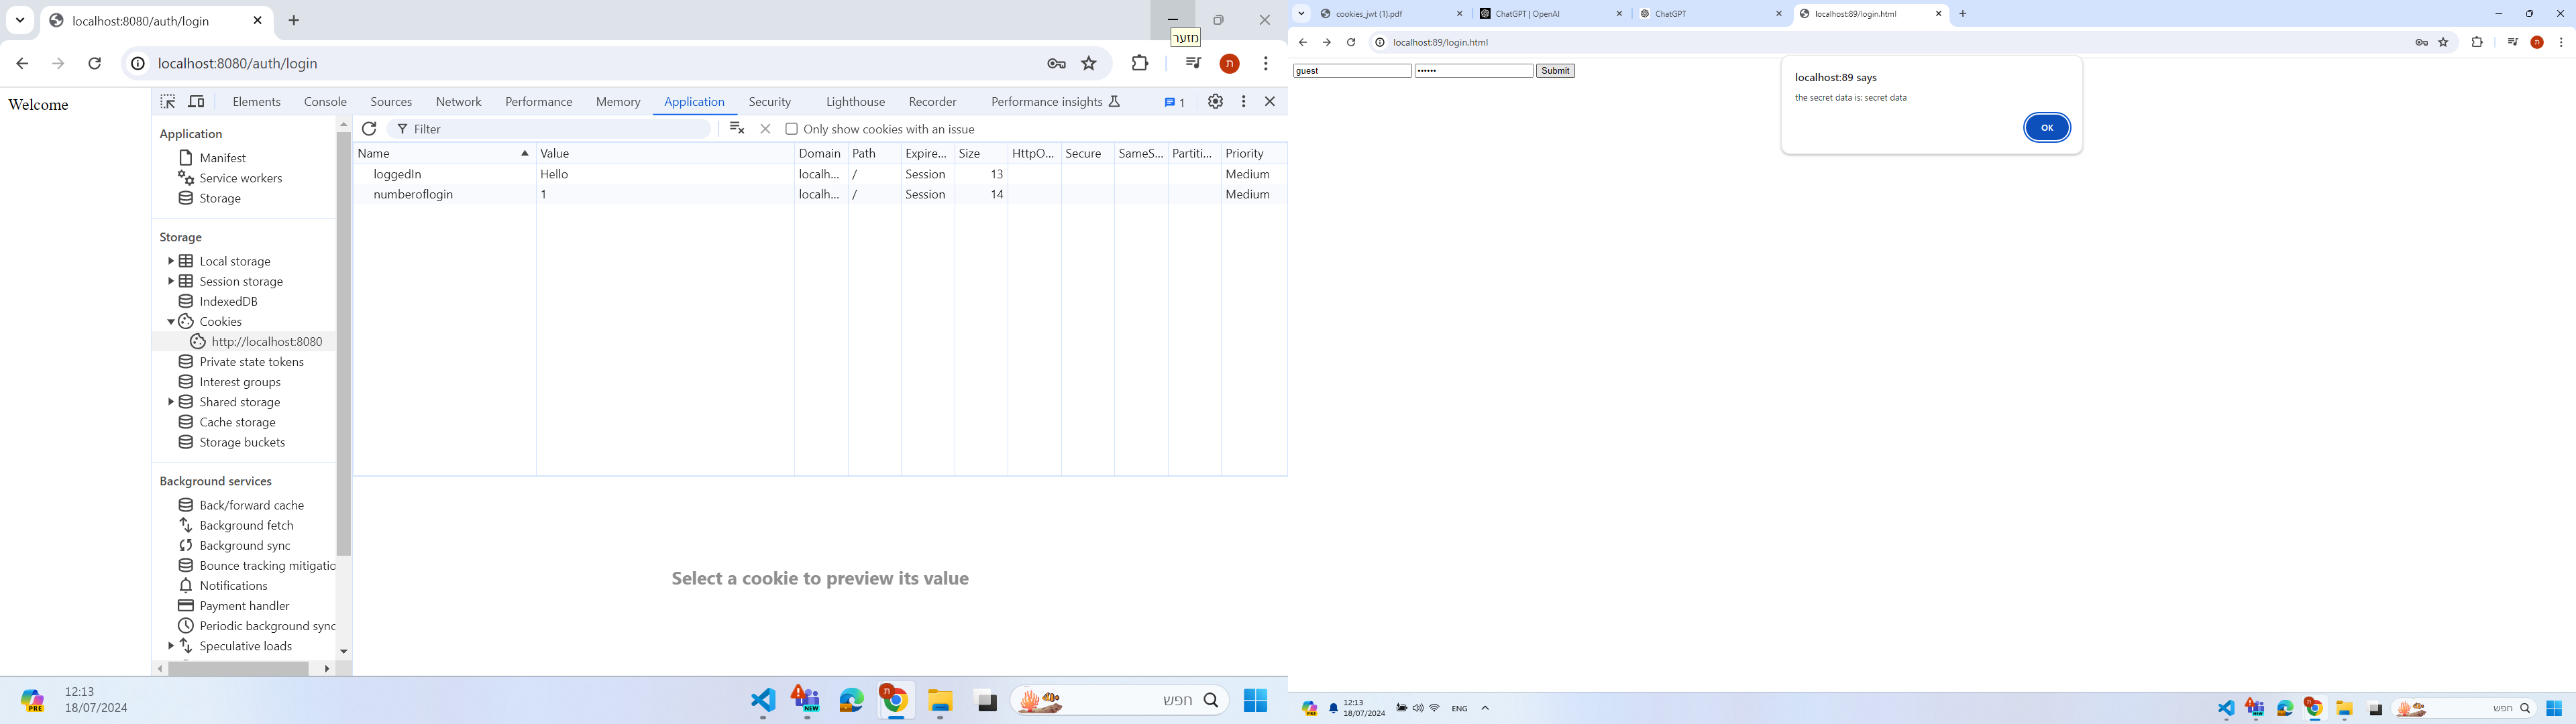 localhost:8080/auth/login
מזער
localhost:8080/auth/login
Welcome
Elements Console Sources Network Performance Memory Application Security Lighthouse Recorder Performance insights 1
Application
Manifest
Service workers
Storage
Storage
Local storage
Session storage
IndexedDB
Cookies
http://localhost:8080
Private state tokens
Interest groups
Shared storage
Cache storage
Storage buckets
Background services
Back/forward cache
Background fetch
Background sync
Bounce tracking mitigatio
Notifications
Payment handler
Periodic background sync
Speculative loads
Filter Only show cookies with an issue
Name Value Domain Path Expire... Size HttpO... Secure SameS... Partiti... Priority
loggedIn Hello localh... / Session 13 Medium
numberoflogin 1 localh... / Session 14 Medium
Select a cookie to preview its value
PRE
12:13
18/07/2024
NEW
ת
חפש
cookies_jwt (1).pdf
ChatGPT | OpenAI
ChatGPT
localhost:89/login.html
localhost:89/login.html
ת
guest •••••• Submit
localhost:89 says
the secret data is: secret data
OK
PRE
12:13
18/07/2024
ENG
NEW
ת
חפש